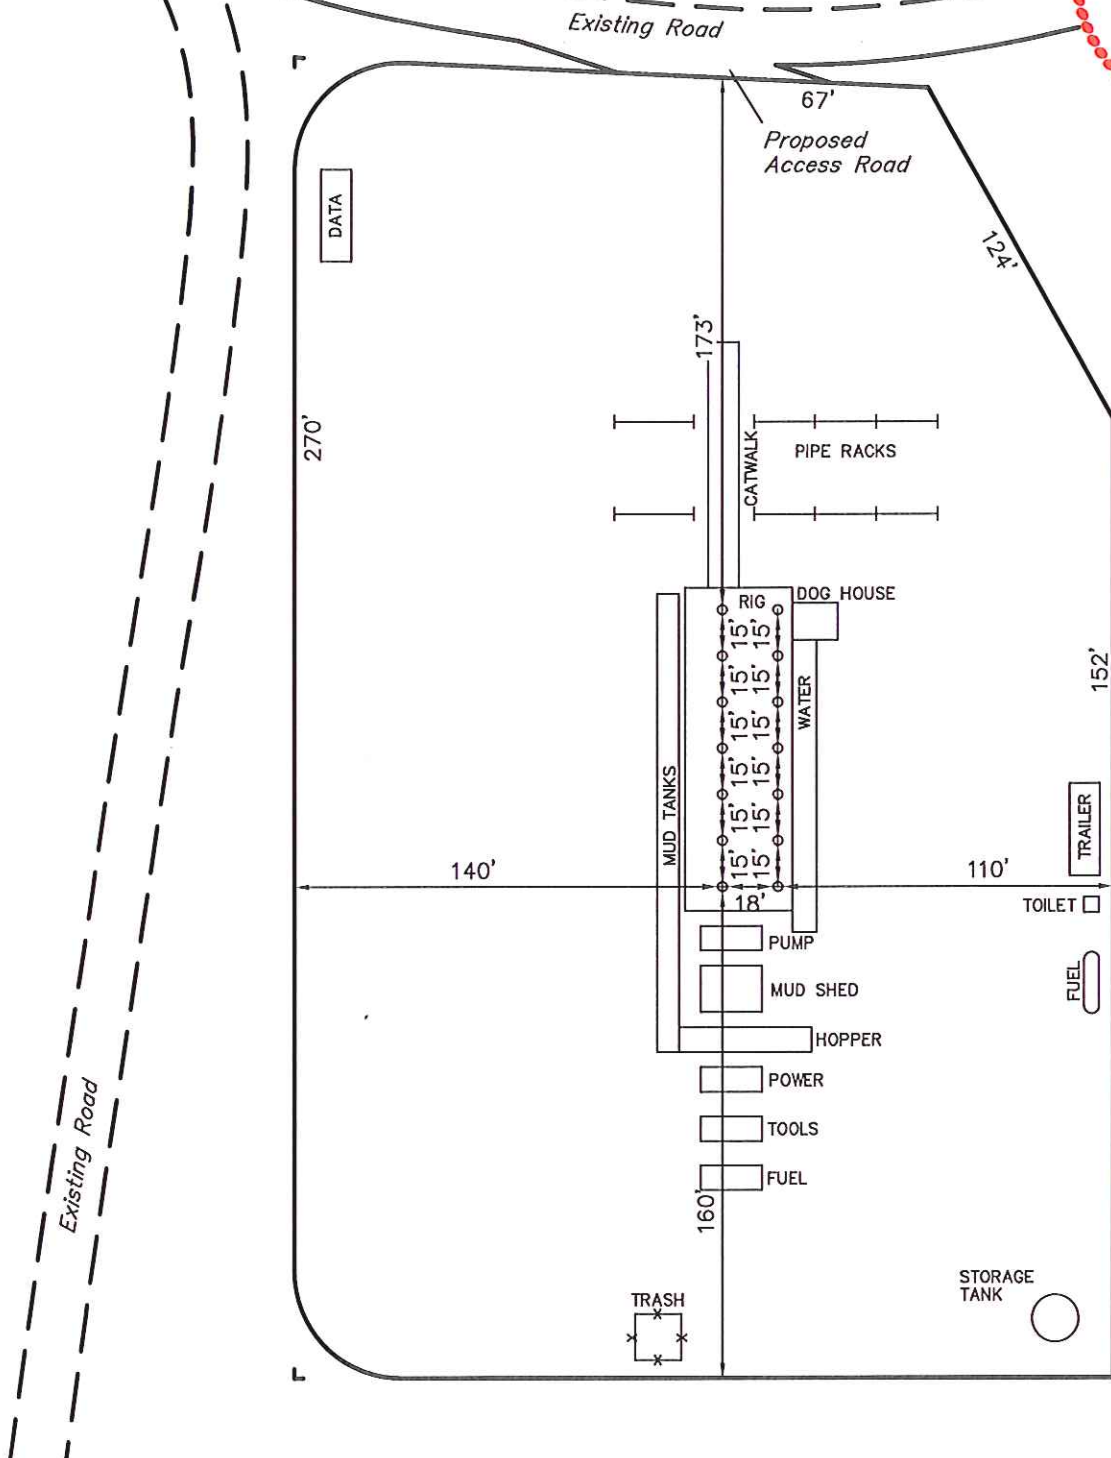 Existing Road
67'
Proposed
Access Road
DATA
124'
173'
270'
CATWALK
PIPE RACKS
RIG
DOG HOUSE
15' 15'
15' 15'
15' 15'
15' 15'
15' 15'
15' 15'
WATER
152'
MUD TANKS
TRAILER
140'
110'
18'
TOILET
PUMP
FUEL
MUD SHED
HOPPER
POWER
TOOLS
FUEL
160'
Existing Road
STORAGE
TANK
TRASH